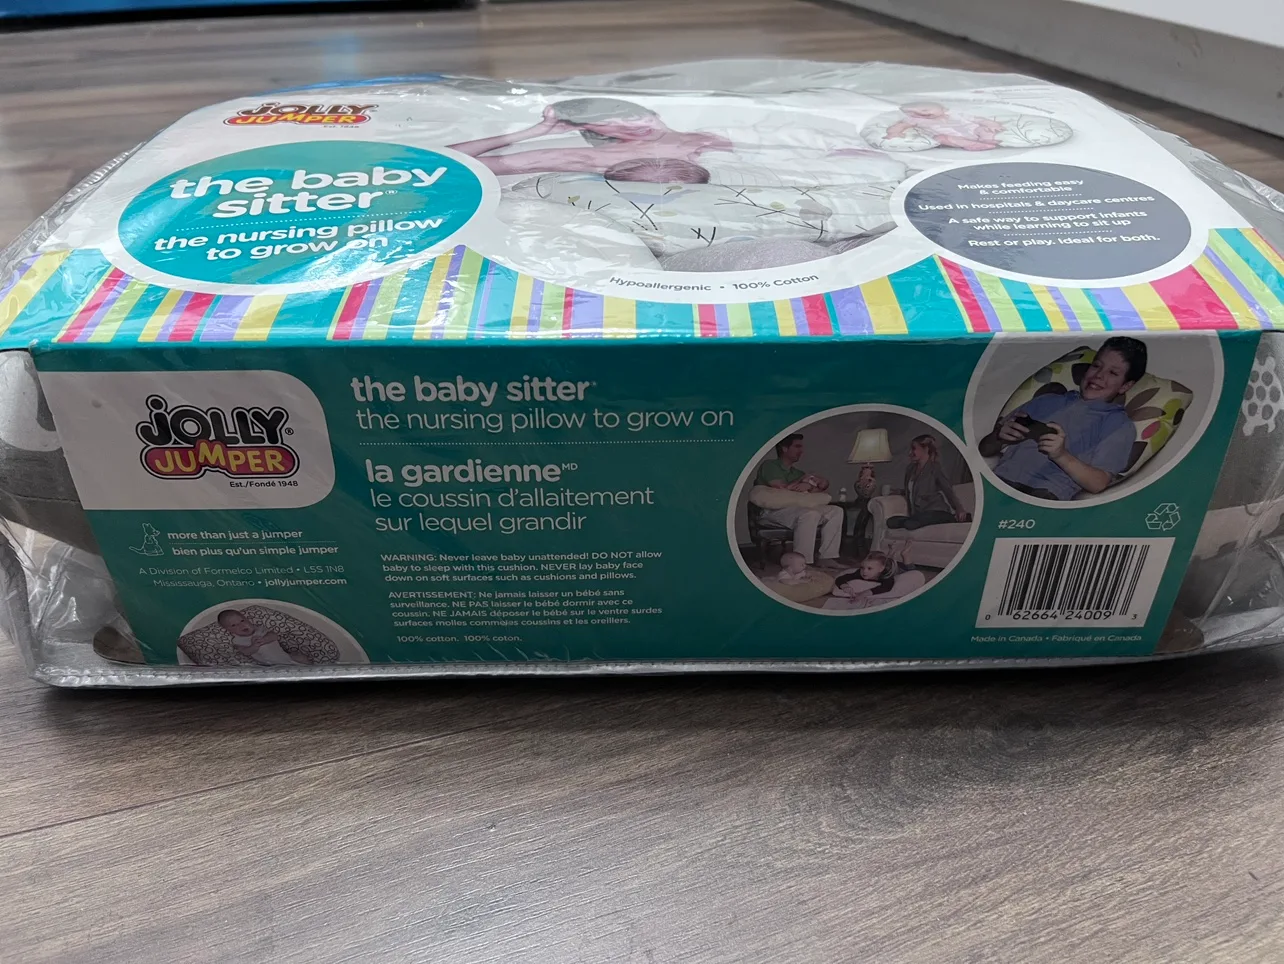 JOLLY
JUMPER
Est. 1948
the baby
sitter®
the nursing pillow
to grow on
Makes feeding easy
& comfortable
Used in hospitals & daycare centres
A safe way to support infants
while learning to sit up
Rest or play, ideal for both.
Hypoallergenic • 100% Cotton
JOLLY®
JUMPER
Est./Fondé 1948
more than just a jumper
bien plus qu'un simple jumper
A Division of Formelco Limited • L5S 1N8
Mississauga, Ontario • jollyjumper.com
the baby sitter®
the nursing pillow to grow on
la gardienne MD
le coussin d'allaitement
sur lequel grandir
WARNING: Never leave baby unattended! DO NOT allow
baby to sleep with this cushion. NEVER lay baby face
down on soft surfaces such as cushions and pillows.
AVERTISSEMENT: Ne jamais laisser un bébé sans
surveillance. NE PAS laisser le bébé dormir avec ce
coussin. NE JAMAIS déposer le bébé sur le ventre surdes
surfaces molles commejes coussins et les oreillers.
100% cotton. 100% coton.
#240
0 62664 24009 3
Made in Canada • Fabriqué en Canada